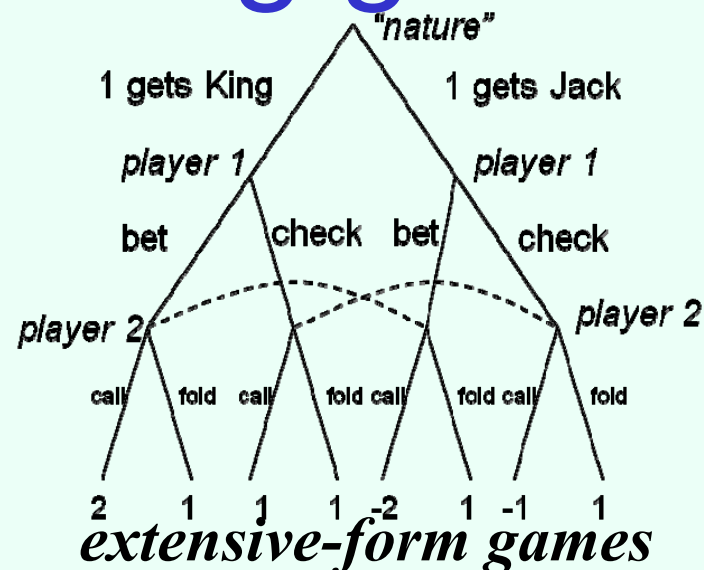 "nature"
1 gets King 1 gets Jack
player 1 player 1
bet check bet check
player 2 player 2
call fold call fold call fold call fold
2 1 1 1 -2 1 -1 1
extensive-form games